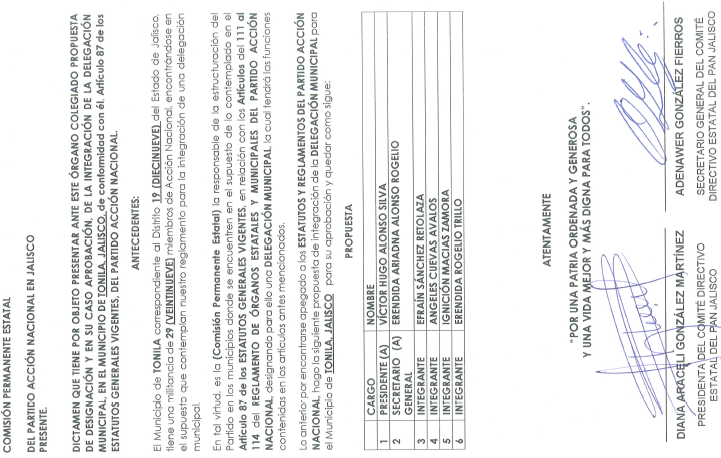 COMISIÓN PERMANENTE ESTATAL
DEL PARTIDO ACCIÓN NACIONAL EN JALISCO
PRESENTE.
DICTAMEN QUE TIENE POR OBJETO PRESENTAR ANTE ESTE ÓRGANO COLEGIADO PROPUESTA
DE DESIGNACIÓN Y EN SU CASO APROBACIÓN, DE LA INTEGRACIÓN DE LA DELEGACIÓN
MUNICIPAL, EN EL MUNICIPIO DE TONILA, JALISCO, de conformidad con él. Artículo 87 de los
ESTATUTOS GENERALES VIGENTES, DEL PARTIDO ACCIÓN NACIONAL.
ANTECEDENTES:
El Municipio de TONILA correspondiente al Distrito 19 (DIECINUEVE) del Estado de Jalisco,
tiene una militancia de 29 (VEINTINUEVE) miembros de Acción Nacional, encontrándose en
el supuesto que contemplan nuestro reglamento para la integración de una delegación
municipal.
En tal virtud, es la (Comisión Permanente Estatal) la responsable de la estructuración del
Partido en los municipios donde se encuentren en el supuesto de lo contemplado en el
Artículo 87 de los ESTATUTOS GENERALES VIGENTES, en relación con los Artículos del 111 al
114 del REGLAMENTO DE ÓRGANOS ESTATALES Y MUNICIPALES DEL PARTIDO ACCIÓN
NACIONAL, designando para ello una DELEGACIÓN MUNICIPAL, la cual tendrá las funciones
contenidas en los artículos antes mencionados.
Lo anterior por encontrarse apegado a los ESTATUTOS Y REGLAMENTOS DEL PARTIDO ACCIÓN
NACIONAL, hago la siguiente propuesta de integración de la DELEGACIÓN MUNICIPAL para
el Municipio de TONILA, JALISCO para su aprobación y quedar como sigue:
PROPUESTA
CARGO NOMBRE
1 PRESIDENTE (A) VÍCTOR HUGO ALONSO SILVA
2 SECRETARIO (A) GENERAL ERENDIDA ARIADNA ALONSO ROGELIO
3 INTEGRANTE EFRAÍN SÁNCHEZ RETOLAZA
4 INTEGRANTE ANGELES CUEVAS AVALOS
5 INTEGRANTE IGNICIÓN MACIAS ZAMORA
6 INTEGRANTE ERENDIDA ROGELIO TRILLO
ATENTAMENTE
"POR UNA PATRIA ORDENADA Y GENEROSA
Y UNA VIDA MEJOR Y MÁS DIGNA PARA TODOS".
DIANA ARACELI GONZÁLEZ MARTÍNEZ
PRESIDENTA DEL COMITÉ DIRECTIVO
ESTATAL DEL PAN JALISCO
ADENAWER GONZÁLEZ FIERROS
SECRETARIO GENERAL DEL COMITÉ
DIRECTIVO ESTATAL DEL PAN JALISCO